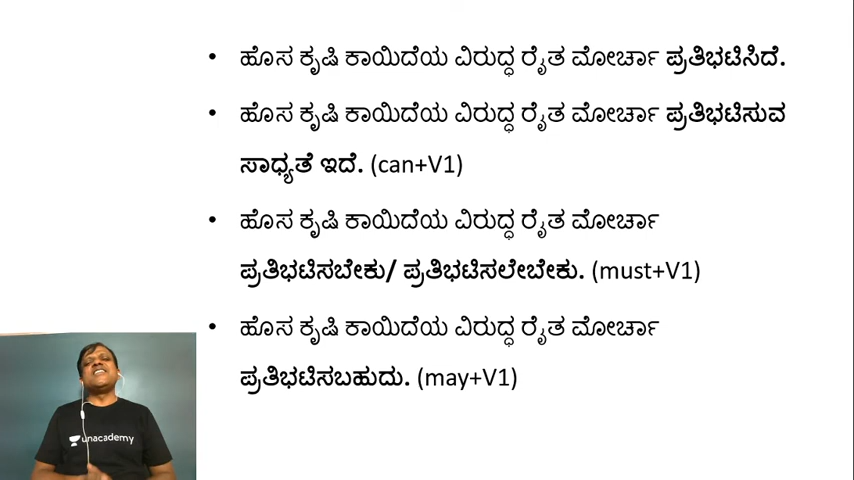 • ಹೊಸ ಕೃಷಿ ಕಾಯಿದೆಯ ವಿರುದ್ಧ ರೈತ ಮೋರ್ಚಾ ಪ್ರತಿಭಟಿಸಿದೆ.
• ಹೊಸ ಕೃಷಿ ಕಾಯಿದೆಯ ವಿರುದ್ಧ ರೈತ ಮೋರ್ಚಾ ಪ್ರತಿಭಟಿಸುವ
ಸಾಧ್ಯತೆ ಇದೆ. (can+V1)
• ಹೊಸ ಕೃಷಿ ಕಾಯಿದೆಯ ವಿರುದ್ಧ ರೈತ ಮೋರ್ಚಾ
ಪ್ರತಿಭಟಿಸಬೇಕು/ ಪ್ರತಿಭಟಿಸಲೇಬೇಕು. (must+V1)
• ಹೊಸ ಕೃಷಿ ಕಾಯಿದೆಯ ವಿರುದ್ಧ ರೈತ ಮೋರ್ಚಾ
ಪ್ರತಿಭಟಿಸಬಹುದು. (may+V1)
unacademy